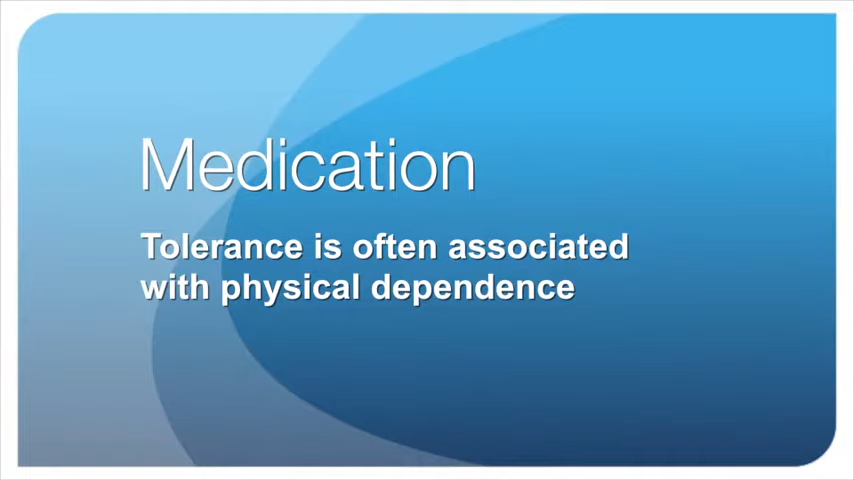 Medication
Tolerance is often associated
with physical dependence